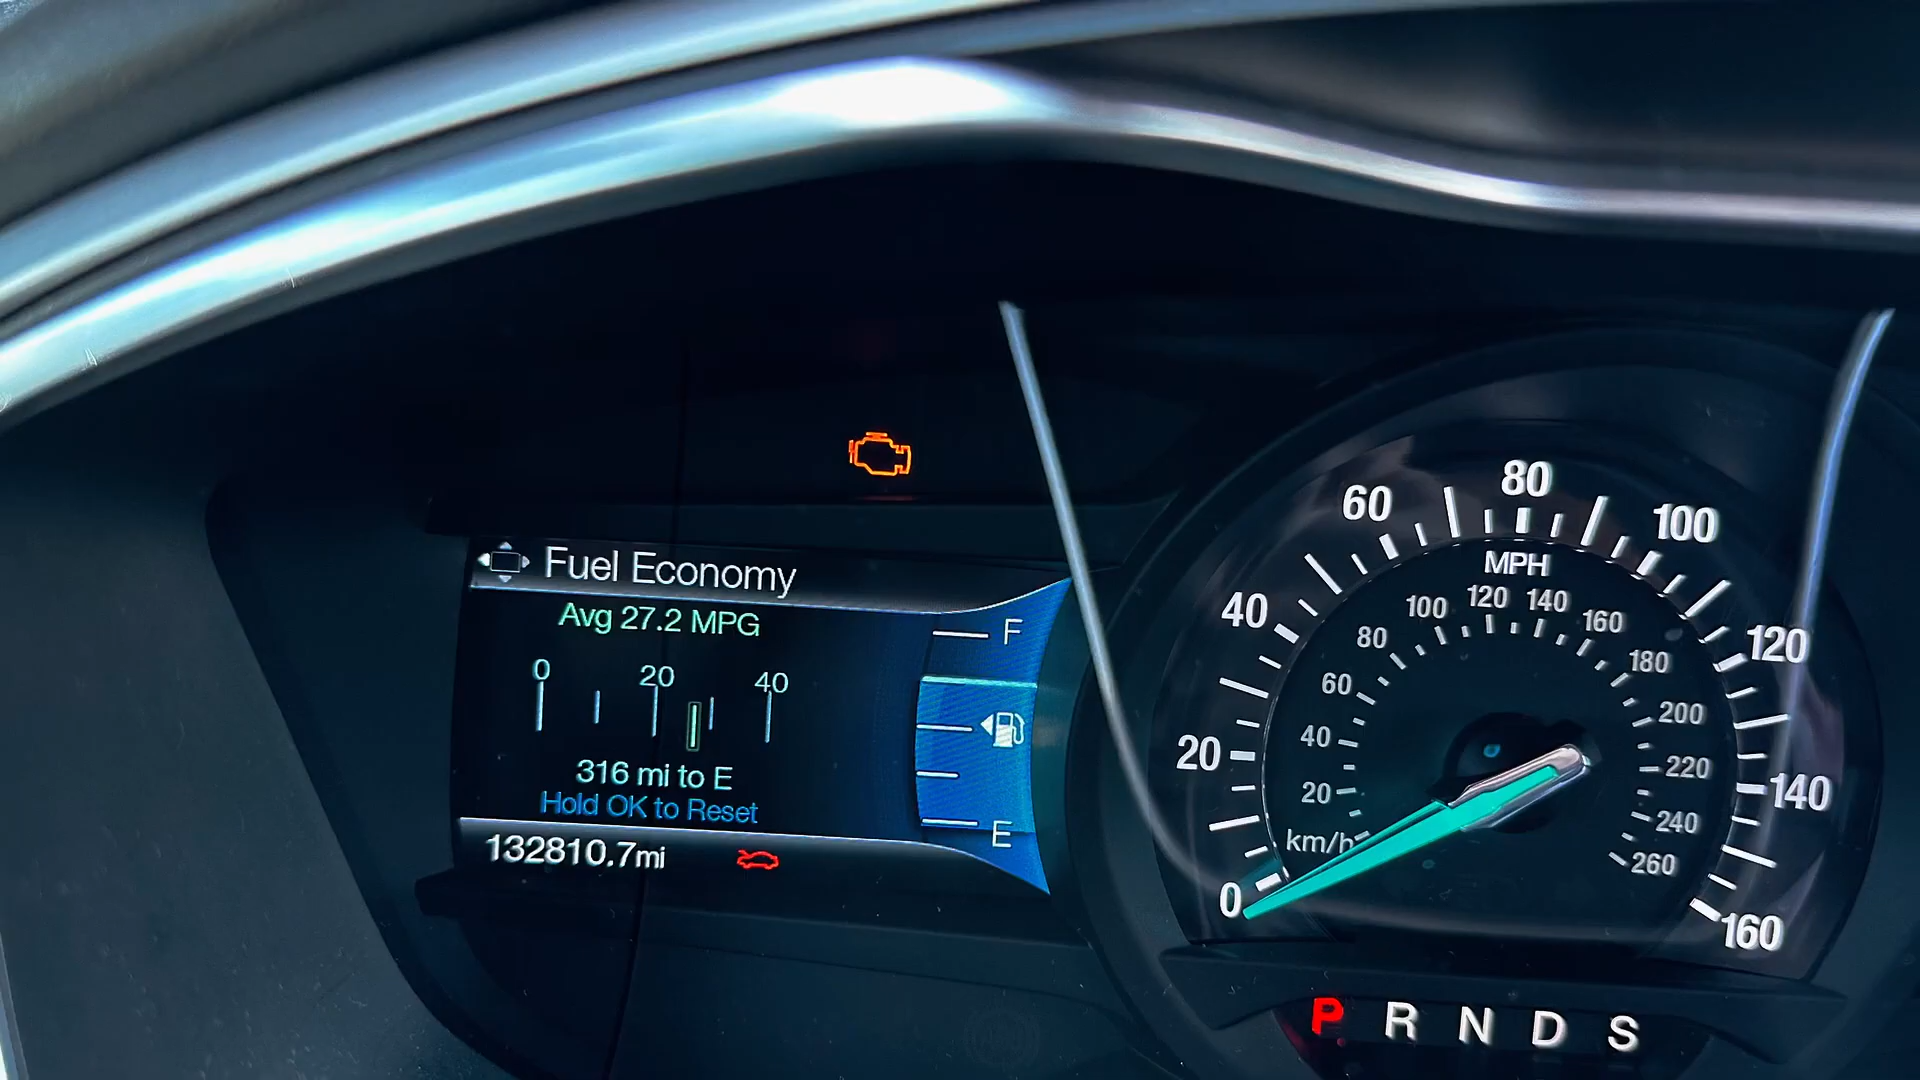 Fuel Economy
Avg 27.2 MPG
0 20 40
316 mi to E
Hold OK to Reset
132810.7mi
F
E
0 20 40 60 80 100 120 140 160
MPH
20 40 60 80 100 120 140 160 180 200 220 240 260
km/h
P R N D S